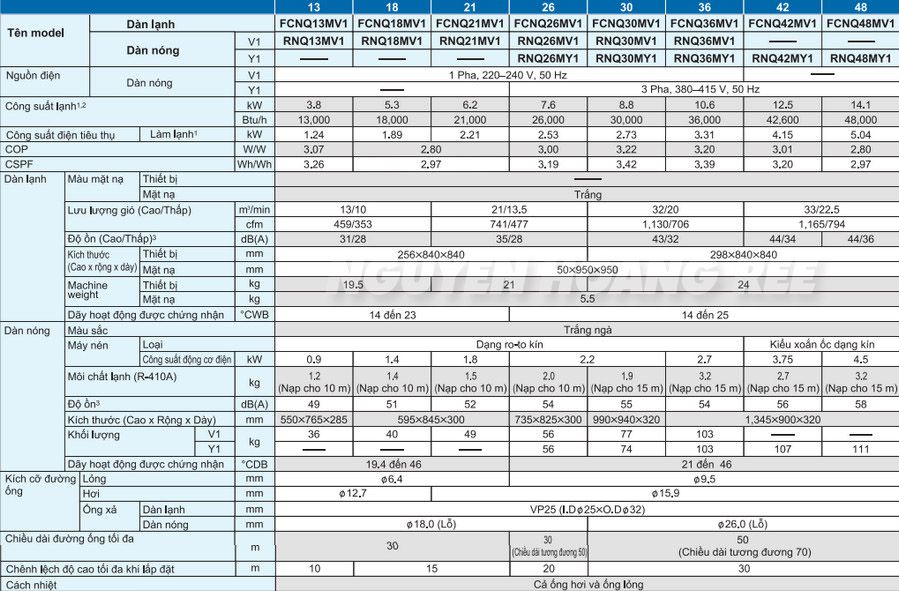 13 18 21 26 30 36 42 48
Tên model Dàn lạnh FCNQ13MV1 FCNQ18MV1 FCNQ21MV1 FCNQ26MV1 FCNQ30MV1 FCNQ36MV1 FCNQ42MV1 FCNQ48MV1
Dàn nóng V1 RNQ13MV1 RNQ18MV1 RNQ21MV1 RNQ26MV1 RNQ30MV1 RNQ36MV1 — —
Y1 — — — RNQ26MY1 RNQ30MY1 RNQ36MY1 RNQ42MY1 RNQ48MY1
Nguồn điện Dàn nóng V1 1 Pha, 220–240 V, 50 Hz —
Y1 — 3 Pha, 380–415 V, 50 Hz
Công suất lạnh1,2 kW 3.8 5.3 6.2 7.6 8.8 10.6 12.5 14.1
Btu/h 13,000 18,000 21,000 26,000 30,000 36,000 42,600 48,000
Công suất điện tiêu thụ Làm lạnh1 kW 1.24 1.89 2.21 2.53 2.73 3.31 4.15 5.04
COP W/W 3.07 2.80 3.00 3.22 3.20 3.01 2.80
CSPF Wh/Wh 3.26 2.97 3.19 3.42 3.39 3.20 2.97
Dàn lạnh Màu mặt nạ Thiết bị —
Mặt nạ Trắng
Lưu lượng gió (Cao/Thấp) m³/min 13/10 21/13.5 32/20 33/22.5
cfm 459/353 741/477 1,130/706 1,165/794
Độ ồn (Cao/Thấp)3 dB(A) 31/28 35/28 43/32 44/34 44/36
Kích thước (Cao x rộng x dày) Thiết bị mm 256×840×840 298×840×840
Mặt nạ mm 50×950×950
Machine weight Thiết bị kg 19.5 21 24
Mặt nạ kg 5.5
Dãy hoạt động được chứng nhận °CWB 14 đến 23 14 đến 25
NGUYEN HOANG REE
Dàn nóng Màu sắc Trắng ngà
Máy nén Loại Dạng ro-to kín Kiểu xoắn ốc dạng kín
Công suất động cơ điện kW 0.9 1.4 1.8 2.2 2.7 3.75 4.5
Môi chất lạnh (R-410A) kg 1.2 1.4 1.5 2.0 1.9 3.2 2.7 3.2
(Nạp cho 10 m) (Nạp cho 10 m) (Nạp cho 10 m) (Nạp cho 10 m) (Nạp cho 15 m) (Nạp cho 15 m) (Nạp cho 15 m) (Nạp cho 15 m)
Độ ồn3 dB(A) 49 51 52 54 55 54 56 58
Kích thước (Cao x Rộng x Dày) mm 550×765×285 595×845×300 735×825×300 990×940×320 1,345×900×320
Khối lượng V1 kg 36 40 49 56 77 103 — —
Y1 — — — 56 74 103 107 111
Dãy hoạt động được chứng nhận °CDB 19.4 đến 46 21 đến 46
Kích cỡ đường ống Lỏng mm ø6.4 ø9.5
Hơi mm ø12.7 ø15.9
Ống xả Dàn lạnh mm VP25 (I.Dø25×O.Dø32)
Dàn nóng mm ø18.0 (Lỗ) ø26.0 (Lỗ)
Chiều dài đường ống tối đa m 30 30 50
(Chiều dài tương đương 50) (Chiều dài tương đương 70)
Chênh lệch độ cao tối đa khi lắp đặt m 10 15 20 30
Cách nhiệt Cả ống hơi và ống lỏng